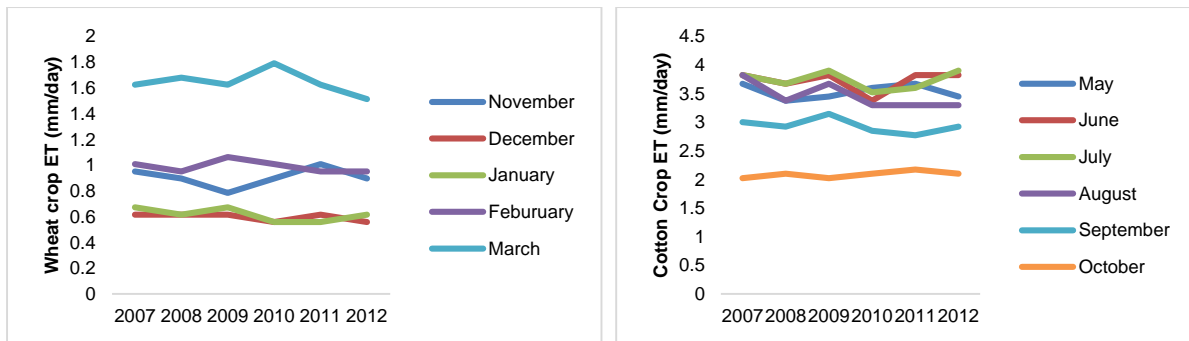 Wheat crop ET (mm/day)
2
1.8
1.6
1.4
1.2
1
0.8
0.6
0.4
0.2
0
2007 2008 2009 2010 2011 2012
November
December
January
Feburuary
March
Cotton Crop ET (mm/day)
4.5
4
3.5
3
2.5
2
1.5
1
0.5
0
2007 2008 2009 2010 2011 2012
May
June
July
August
September
October